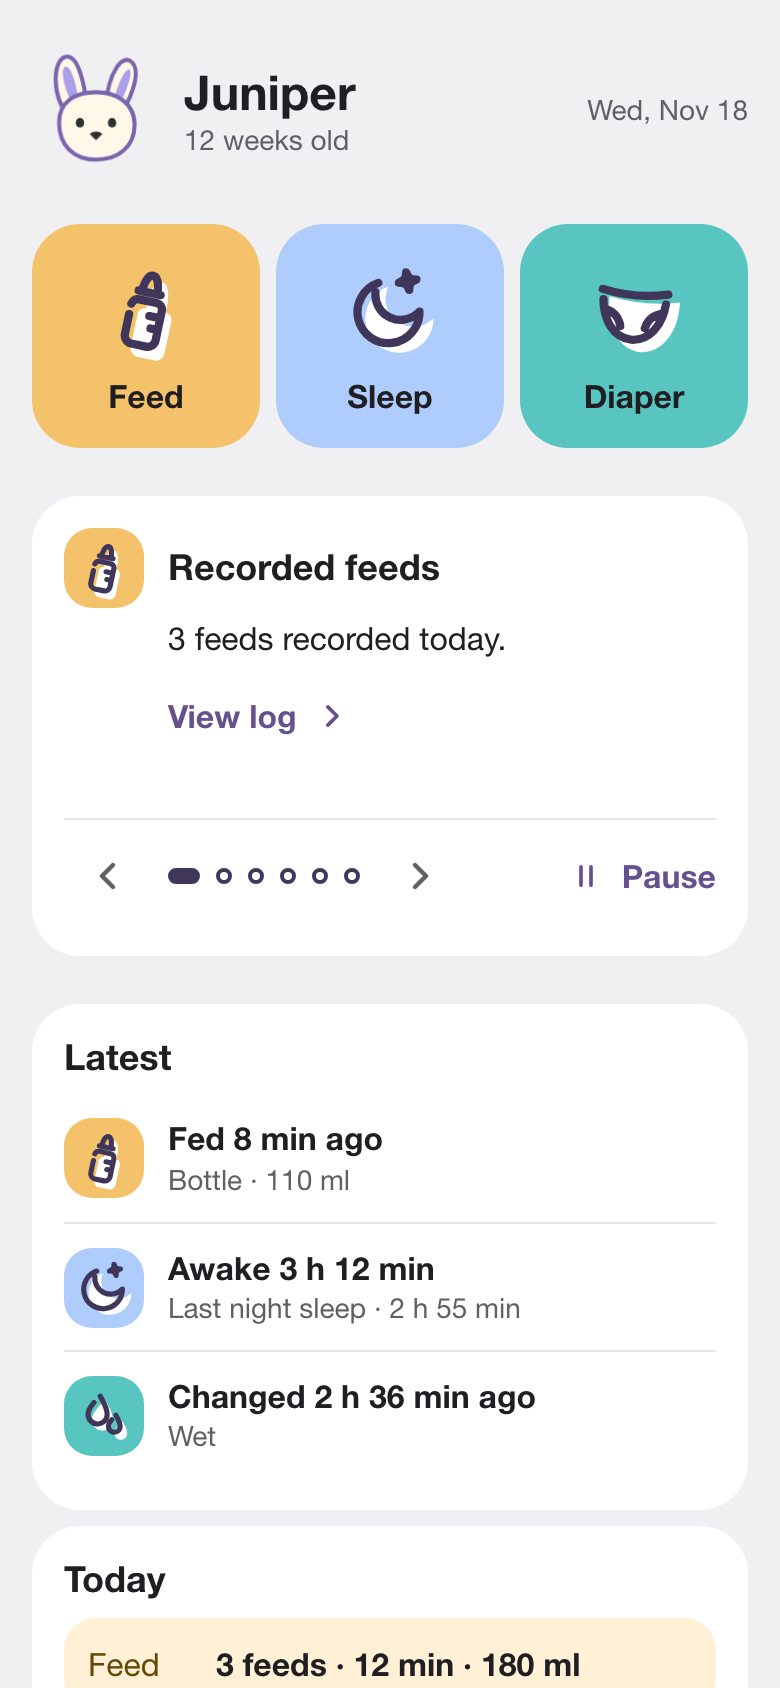 Juniper
12 weeks old
Wed, Nov 18
Feed
Sleep
Diaper
Recorded feeds
3 feeds recorded today.
View log
Pause
Latest
Fed 8 min ago
Bottle · 110 ml
Awake 3 h 12 min
Last night sleep · 2 h 55 min
Changed 2 h 36 min ago
Wet
Today
Feed 3 feeds · 12 min · 180 ml